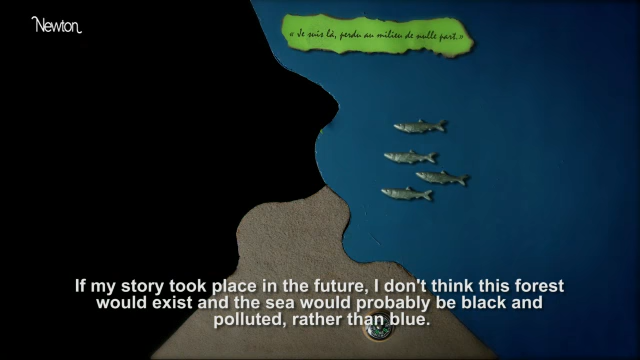 Newton
« Je suis là, perdu au milieu de nulle part.»
If my story took place in the future, I don't think this forest
would exist and the sea would probably be black and
polluted, rather than blue.